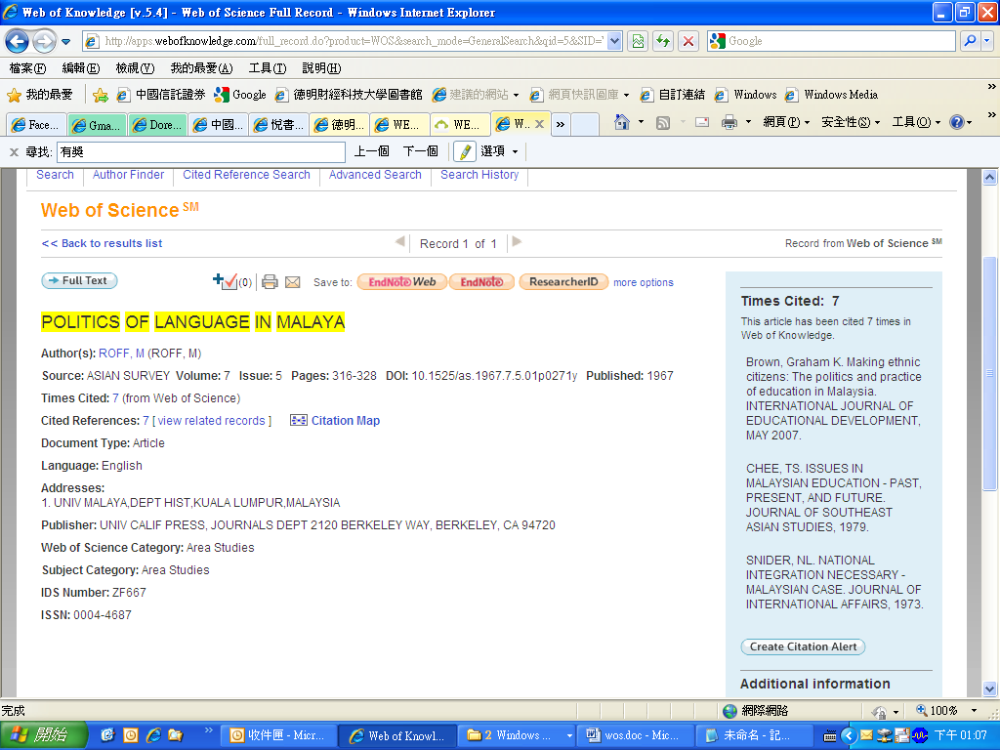 Web of Knowledge [v.5.4] - Web of Science Full Record - Windows Internet Explorer
http://apps.webofknowledge.com/full_record.do?product=WOS&search_mode=GeneralSearch&qid=5&SID= Google
檔案(F) 編輯(E) 檢視(V) 我的最愛(A) 工具(T) 說明(H)
我的最愛 中國信託證券 Google 德明財經科技大學圖書館 建議的網站 網頁快訊圖庫 自訂連結 Windows Windows Media »
Face... Gma... Dore... 中國... 悅書... 德明... WE... WE... W.. » 網頁(P) 安全性(S) 工具(O) »
尋找: 有獎 上一個 下一個 選項
Search Author Finder Cited Reference Search Advanced Search Search History
Web of Science SM
<< Back to results list Record 1 of 1 Record from Web of Science SM
Full Text (0) Save to: EndNote Web EndNote ResearcherID more options
POLITICS OF LANGUAGE IN MALAYA
Author(s): ROFF, M (ROFF, M)
Source: ASIAN SURVEY Volume: 7 Issue: 5 Pages: 316-328 DOI: 10.1525/as.1967.7.5.01p0271y Published: 1967
Times Cited: 7 (from Web of Science)
Cited References: 7 [ view related records ] Citation Map
Document Type: Article
Language: English
Addresses:
1. UNIV MALAYA,DEPT HIST,KUALA LUMPUR,MALAYSIA
Publisher: UNIV CALIF PRESS, JOURNALS DEPT 2120 BERKELEY WAY, BERKELEY, CA 94720
Web of Science Category: Area Studies
Subject Category: Area Studies
IDS Number: ZF667
ISSN: 0004-4687
Times Cited: 7
This article has been cited 7 times in
Web of Knowledge.
Brown, Graham K. Making ethnic
citizens: The politics and practice
of education in Malaysia.
INTERNATIONAL JOURNAL OF
EDUCATIONAL DEVELOPMENT,
MAY 2007.
CHEE, TS. ISSUES IN
MALAYSIAN EDUCATION - PAST,
PRESENT, AND FUTURE.
JOURNAL OF SOUTHEAST
ASIAN STUDIES, 1979.
SNIDER, NL. NATIONAL
INTEGRATION NECESSARY -
MALAYSIAN CASE. JOURNAL OF
INTERNATIONAL AFFAIRS, 1973.
Create Citation Alert
Additional information
完成 網際網路 100%
開始 » 收件匣 - Micr... Web of Knowl... 2 Windows ... wos.doc - Mic... 未命名 - 記... 下午 01:07